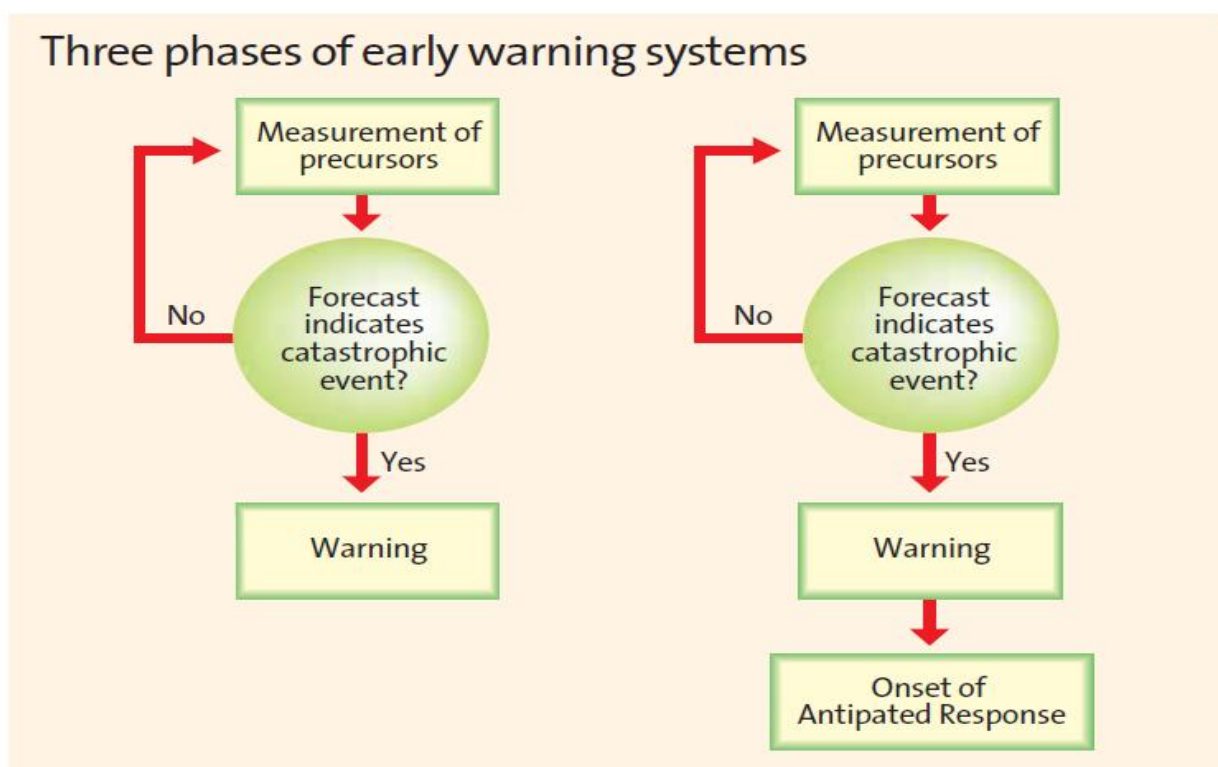 Three phases of early warning systems
Measurement of
precursors
No
Forecast
indicates
catastrophic
event?
Yes
Warning
Measurement of
precursors
No
Forecast
indicates
catastrophic
event?
Yes
Warning
Onset of
Antipated Response